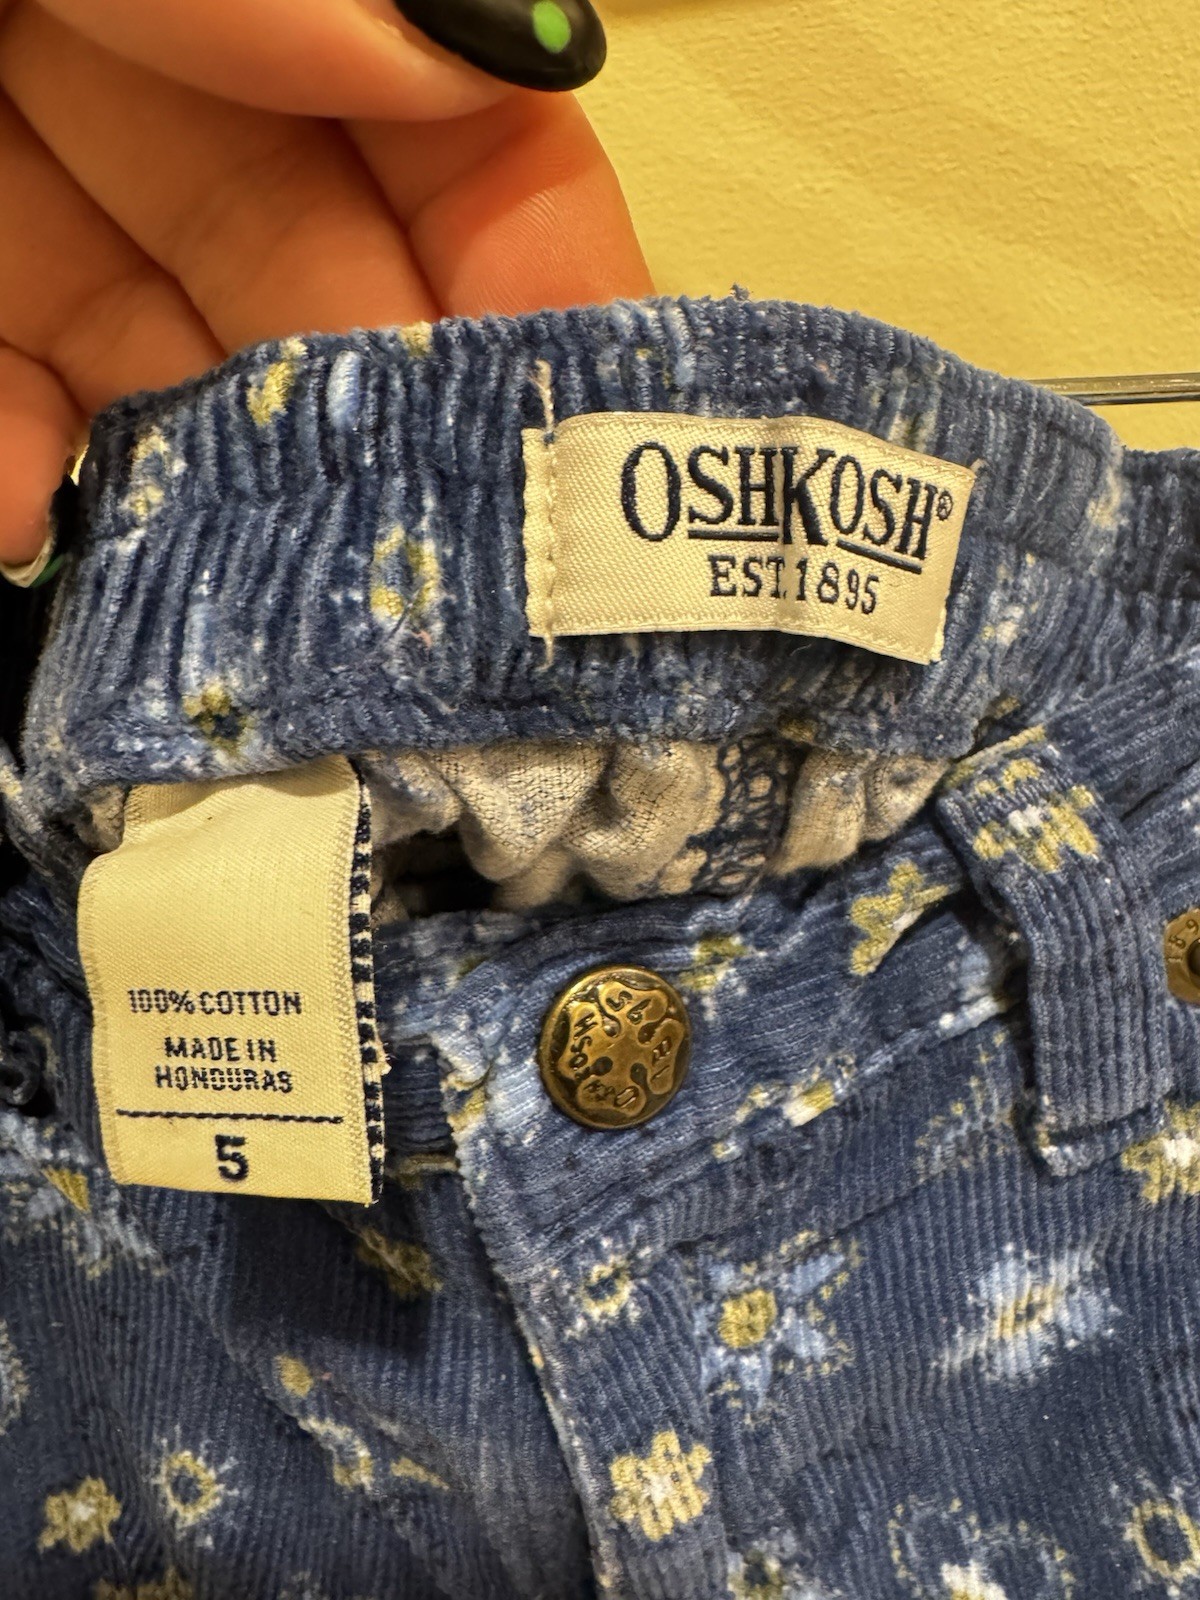 OSHKOSH®
EST. 1895
100% COTTON
MADE IN
HONDURAS
5